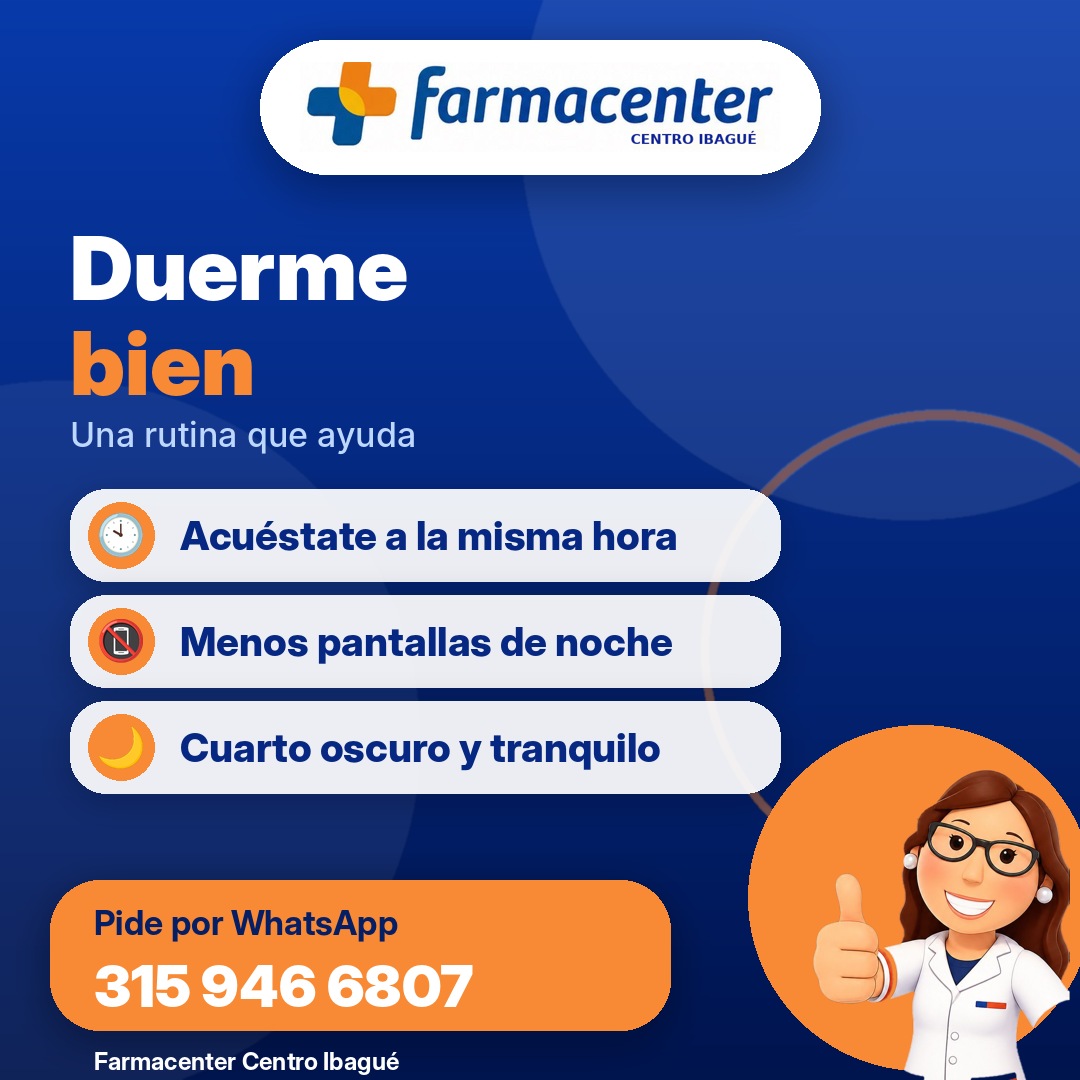 farmacenter
CENTRO IBAGUÉ
Duerme
bien
Una rutina que ayuda
Acuéstate a la misma hora
Menos pantallas de noche
Cuarto oscuro y tranquilo
Pide por WhatsApp
315 946 6807
Farmacenter Centro Ibagué